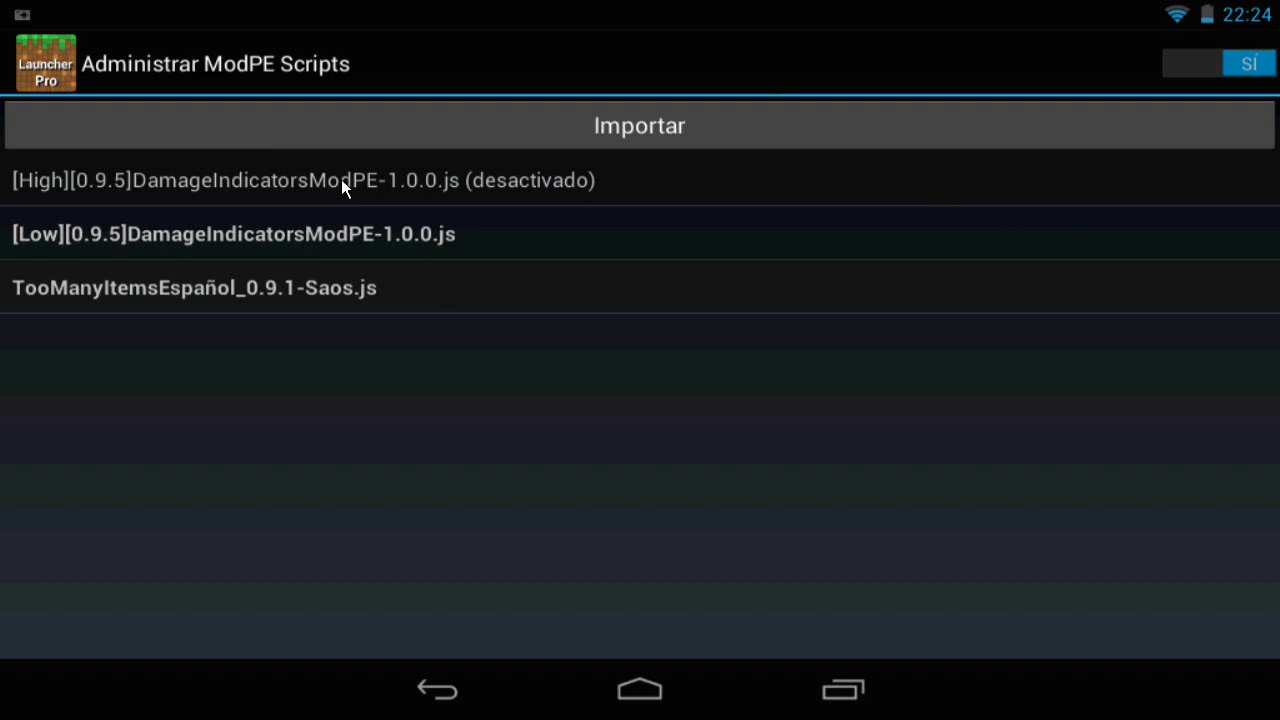 22:24
Launcher
Pro
Administrar ModPE Scripts
SÍ
Importar
[High][0.9.5]DamageIndicatorsModPE-1.0.0.js (desactivado)
[Low][0.9.5]DamageIndicatorsModPE-1.0.0.js
TooManyItemsEspañol_0.9.1-Saos.js